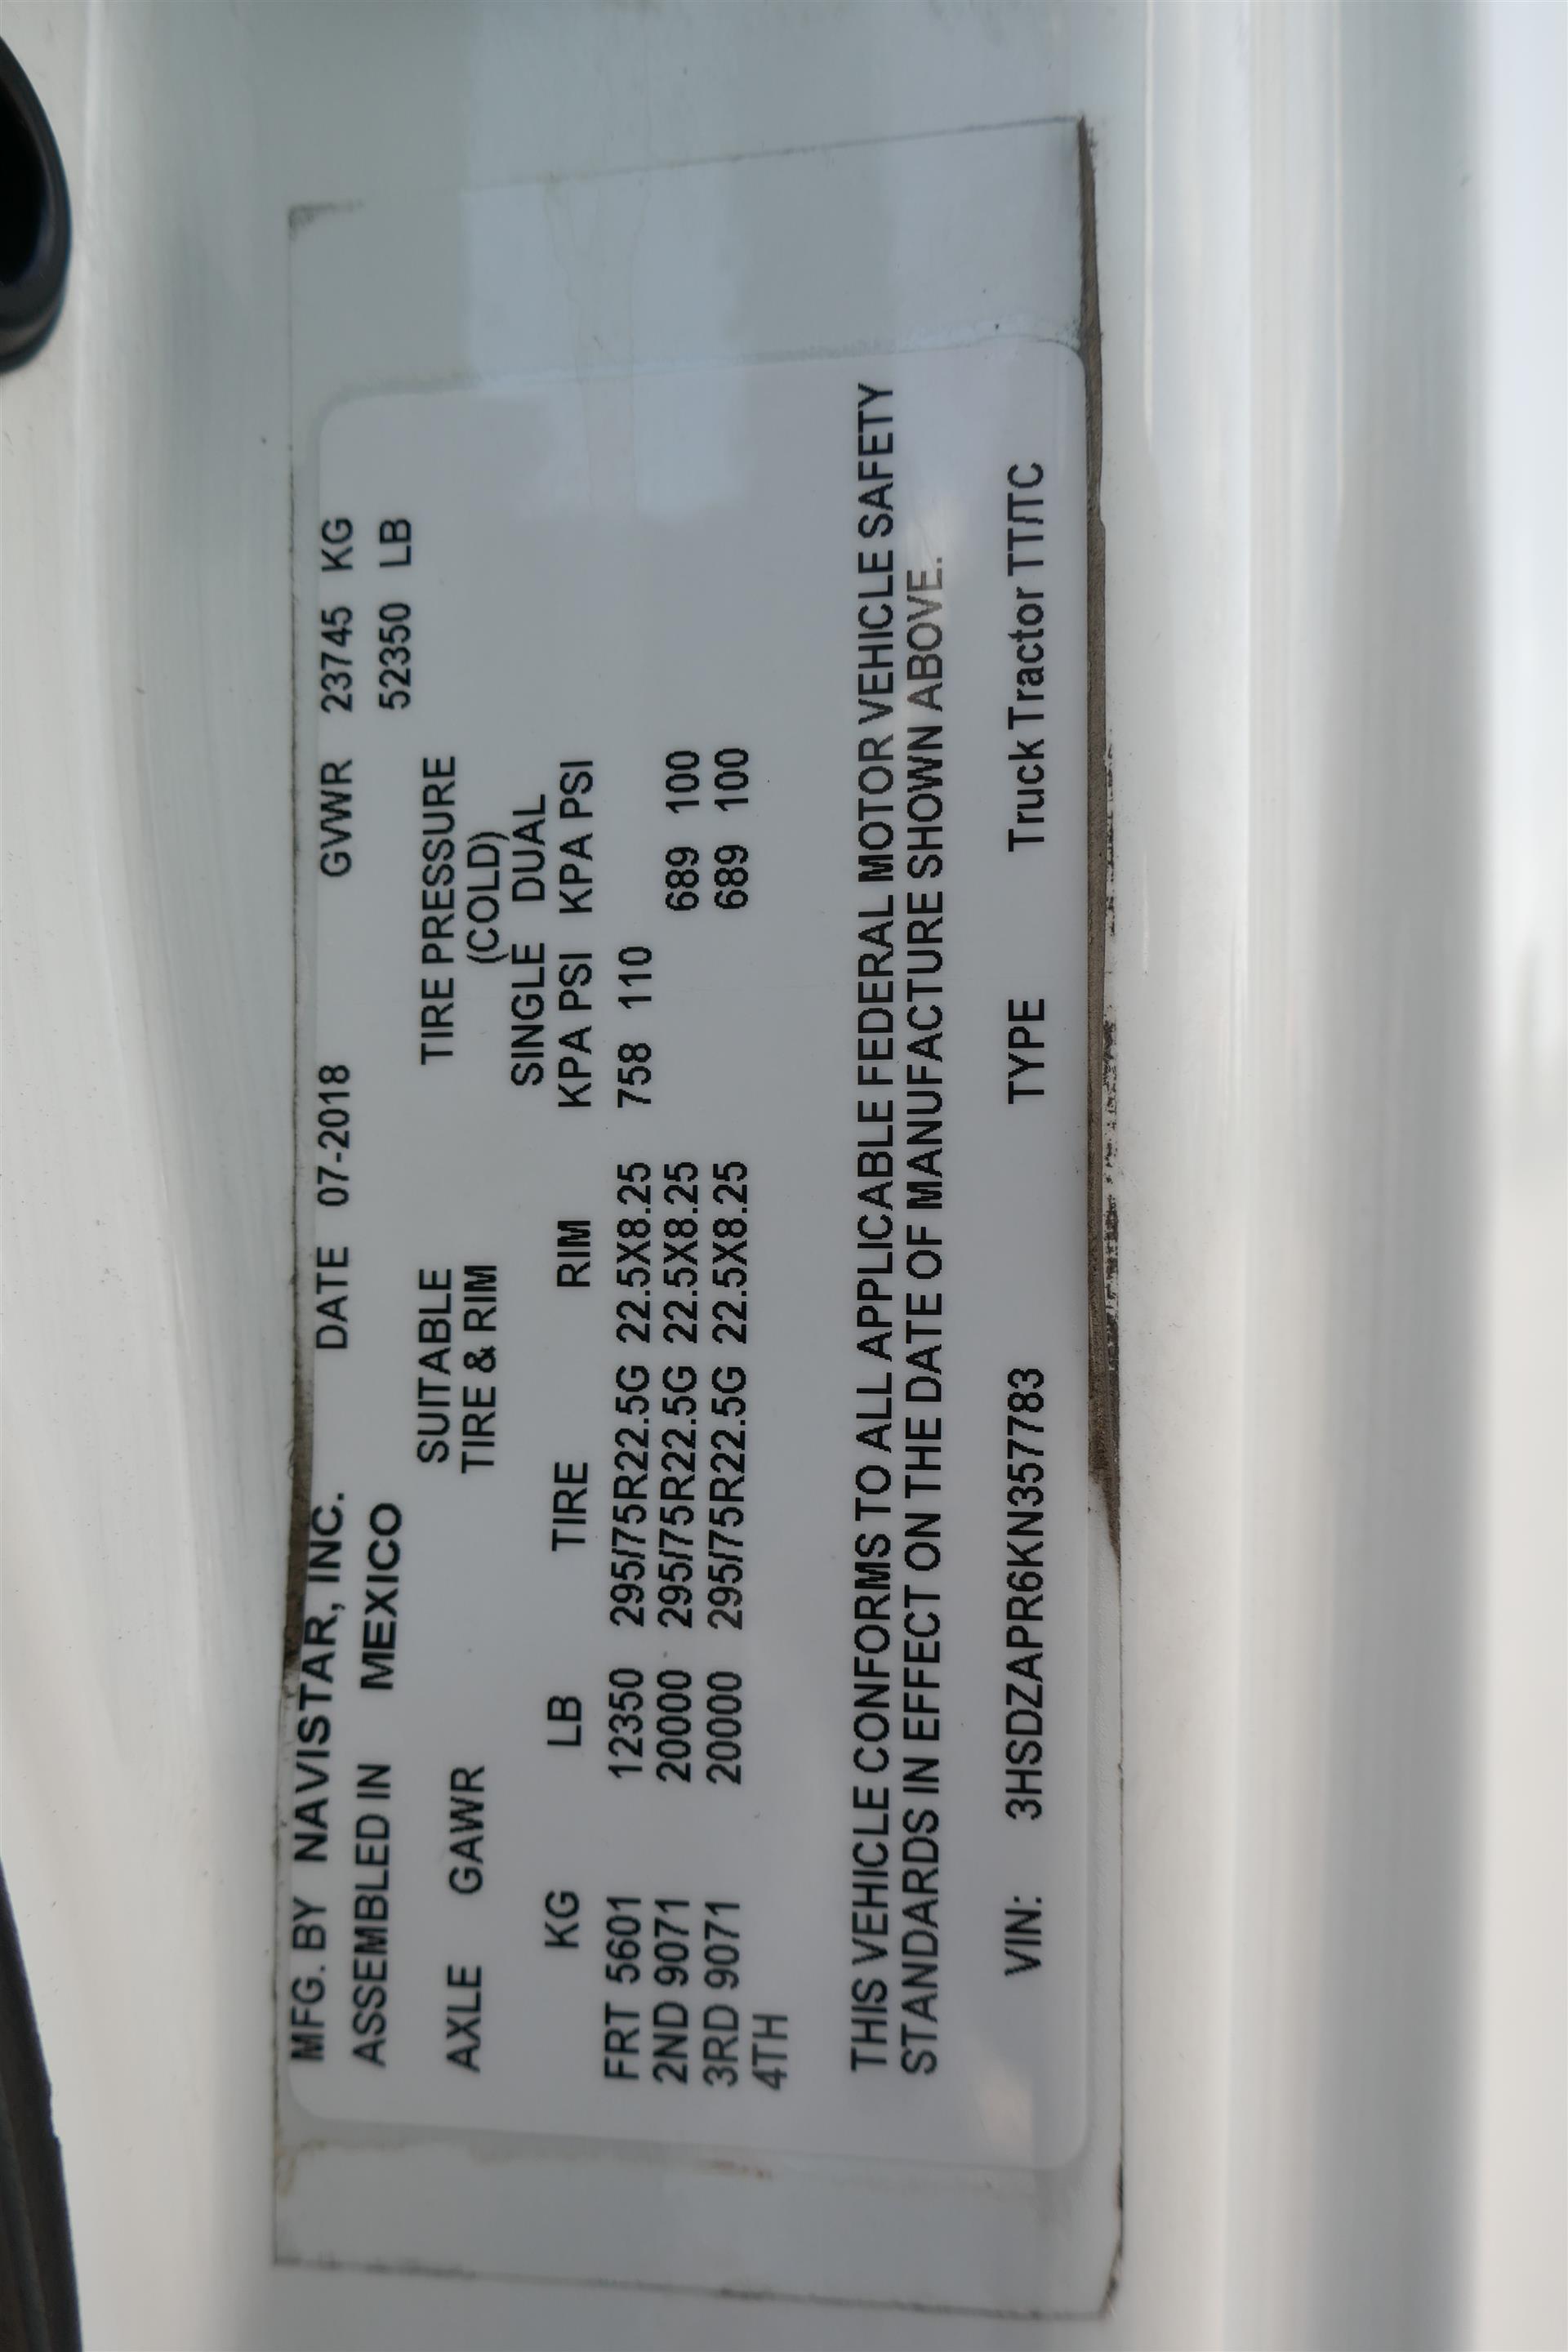 MFG. BY NAVISTAR, INC. DATE 07-2018 GVWR 23745 KG
ASSEMBLED IN MEXICO 52350 LB
SUITABLE TIRE PRESSURE
AXLE GAWR TIRE & RIM (COLD)
SINGLE DUAL
KG LB TIRE RIM KPA PSI KPA PSI
FRT 5601 12350 295/75R22.5G 22.5X8.25 758 110
2ND 9071 20000 295/75R22.5G 22.5X8.25 689 100
3RD 9071 20000 295/75R22.5G 22.5X8.25 689 100
4TH
THIS VEHICLE CONFORMS TO ALL APPLICABLE FEDERAL MOTOR VEHICLE SAFETY
STANDARDS IN EFFECT ON THE DATE OF MANUFACTURE SHOWN ABOVE.
VIN: 3HSDZAPR6KN357783 TYPE Truck Tractor TT/TC